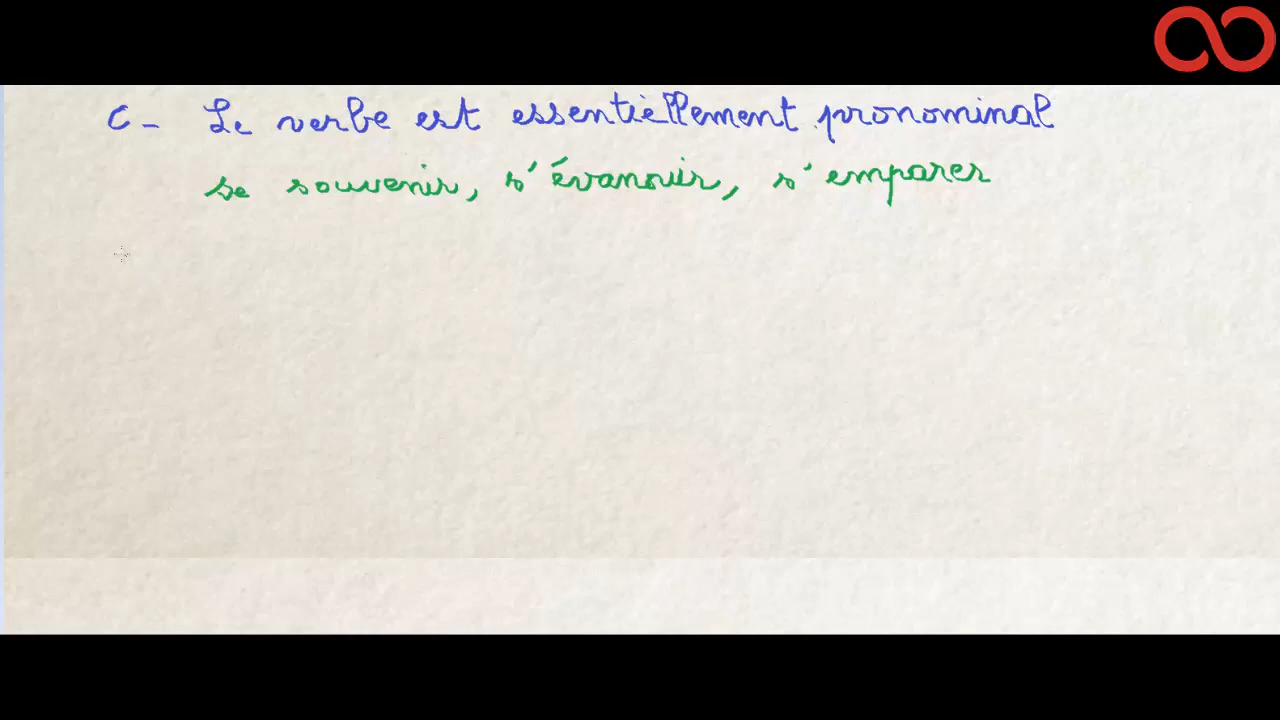 C - Le verbe est essentiellement pronominal
se souvenir, s'évanouir, s'emparer